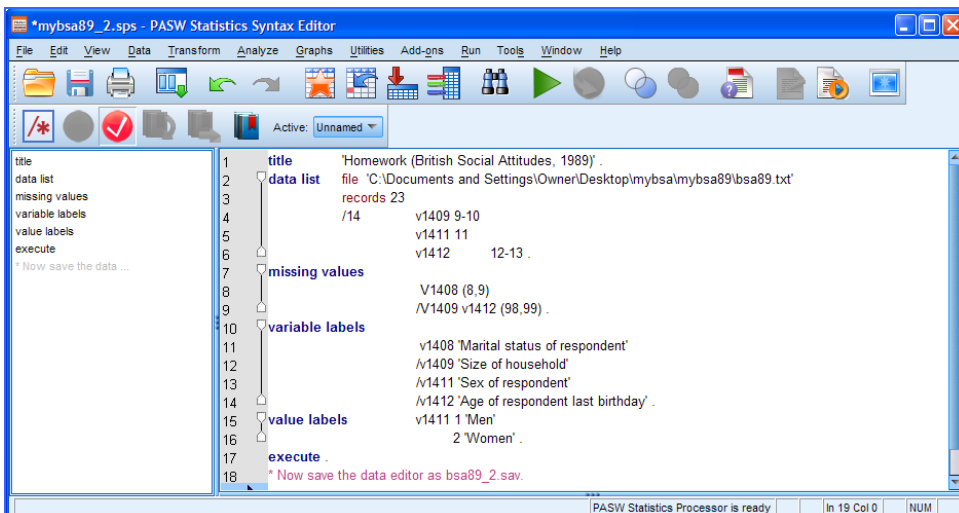 *mybsa89_2.sps - PASW Statistics Syntax Editor
File Edit View Data Transform Analyze Graphs Utilities Add-ons Run Tools Window Help
Active: Unnamed
title
data list
missing values
variable labels
value labels
execute
* Now save the data ...
1 title 'Homework (British Social Attitudes, 1989)' .
2 data list file 'C:\Documents and Settings\Owner\Desktop\mybsa\mybsa89\bsa89.txt'
3 records 23
4 /14 v1409 9-10
5 v1411 11
6 v1412 12-13 .
7 missing values
8 V1408 (8,9)
9 /V1409 v1412 (98,99) .
10 variable labels
11 v1408 'Marital status of respondent'
12 /v1409 'Size of household'
13 /v1411 'Sex of respondent'
14 /v1412 'Age of respondent last birthday' .
15 value labels v1411 1 'Men'
16 2 'Women' .
17 execute .
18 * Now save the data editor as bsa89_2.sav.
PASW Statistics Processor is ready In 19 Col 0 NUM